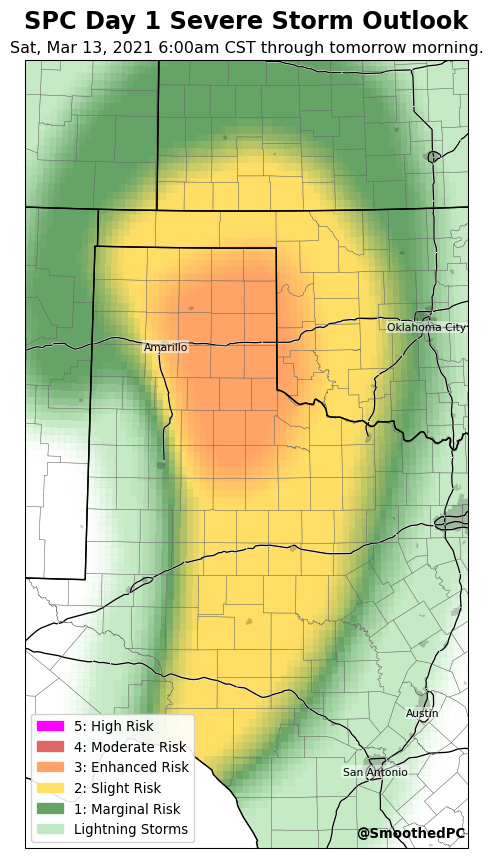 SPC Day 1 Severe Storm Outlook
Sat, Mar 13, 2021 6:00am CST through tomorrow morning.
Oklahoma City
Amarillo
Austin
San Antonio
5: High Risk
4: Moderate Risk
3: Enhanced Risk
2: Slight Risk
1: Marginal Risk
Lightning Storms
@SmoothedPC